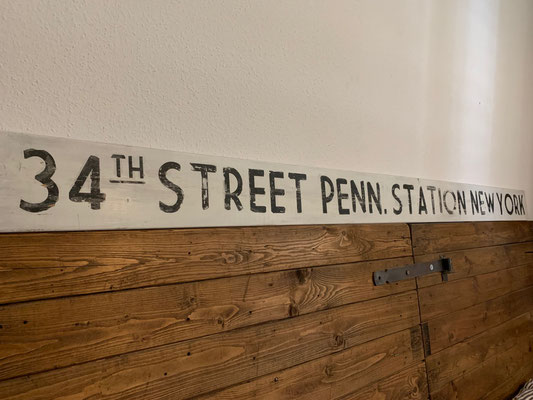 34TH STREET PENN. STATION NEW YORK